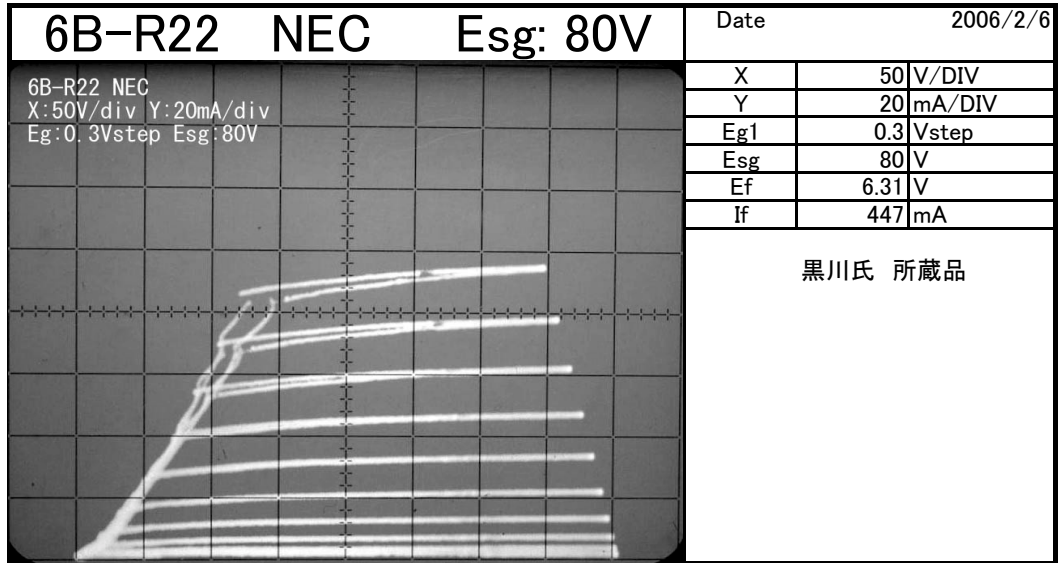 6B-R22 NEC Esg: 80V
Date 2006/2/6
6B-R22 NEC
X:50V/div Y:20mA/div
Eg:0.3Vstep Esg:80V
X 50 V/DIV
Y 20 mA/DIV
Eg1 0.3 Vstep
Esg 80 V
Ef 6.31 V
If 447 mA
黒川氏 所蔵品